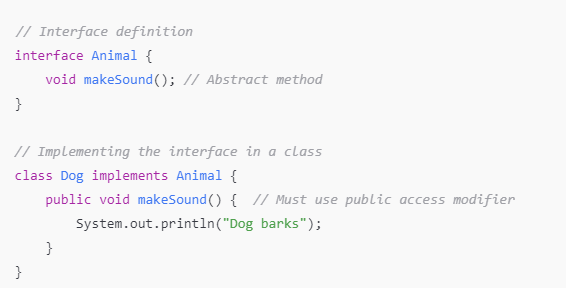 // Interface definition
interface Animal {
    void makeSound(); // Abstract method
}

// Implementing the interface in a class
class Dog implements Animal {
    public void makeSound() {  // Must use public access modifier
        System.out.println("Dog barks");
    }
}